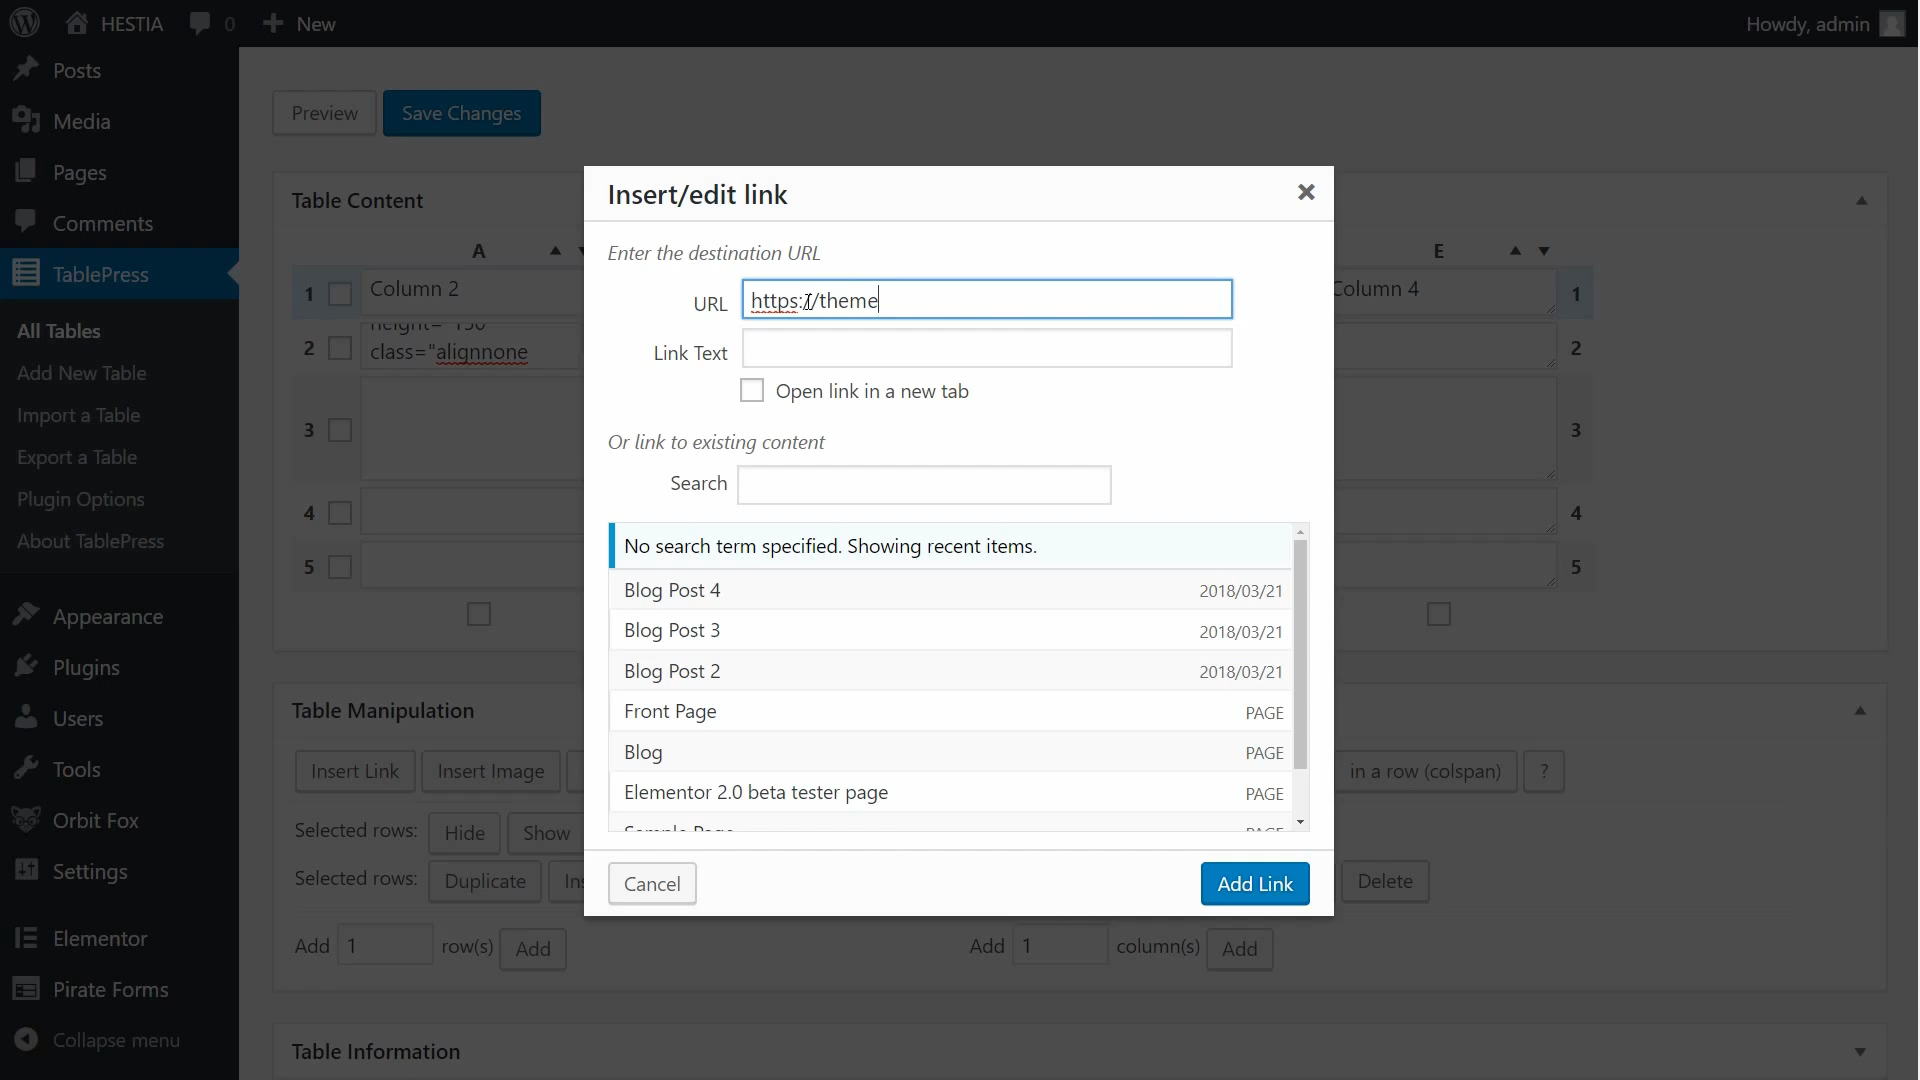 HESTIA 0 New Howdy, admin
Posts
Media
Pages
Comments
TablePress
All Tables
Add New Table
Import a Table
Export a Table
Plugin Options
About TablePress
Appearance
Plugins
Users
Tools
Orbit Fox
Settings
Elementor
Pirate Forms
Collapse menu
Preview Save Changes
Table Content
A E
1 Column 2 Column 4 1
2 class="alignnone 2
3 3
4 4
5 5
Table Manipulation
Insert Link Insert Image in a row (colspan) ?
Selected rows: Hide Show
Selected rows: Duplicate Delete
Add 1 row(s) Add Add 1 column(s) Add
Table Information
Insert/edit link
Enter the destination URL
URL https://theme
Link Text
Open link in a new tab
Or link to existing content
Search
No search term specified. Showing recent items.
Blog Post 4 2018/03/21
Blog Post 3 2018/03/21
Blog Post 2 2018/03/21
Front Page PAGE
Blog PAGE
Elementor 2.0 beta tester page PAGE
Cancel Add Link